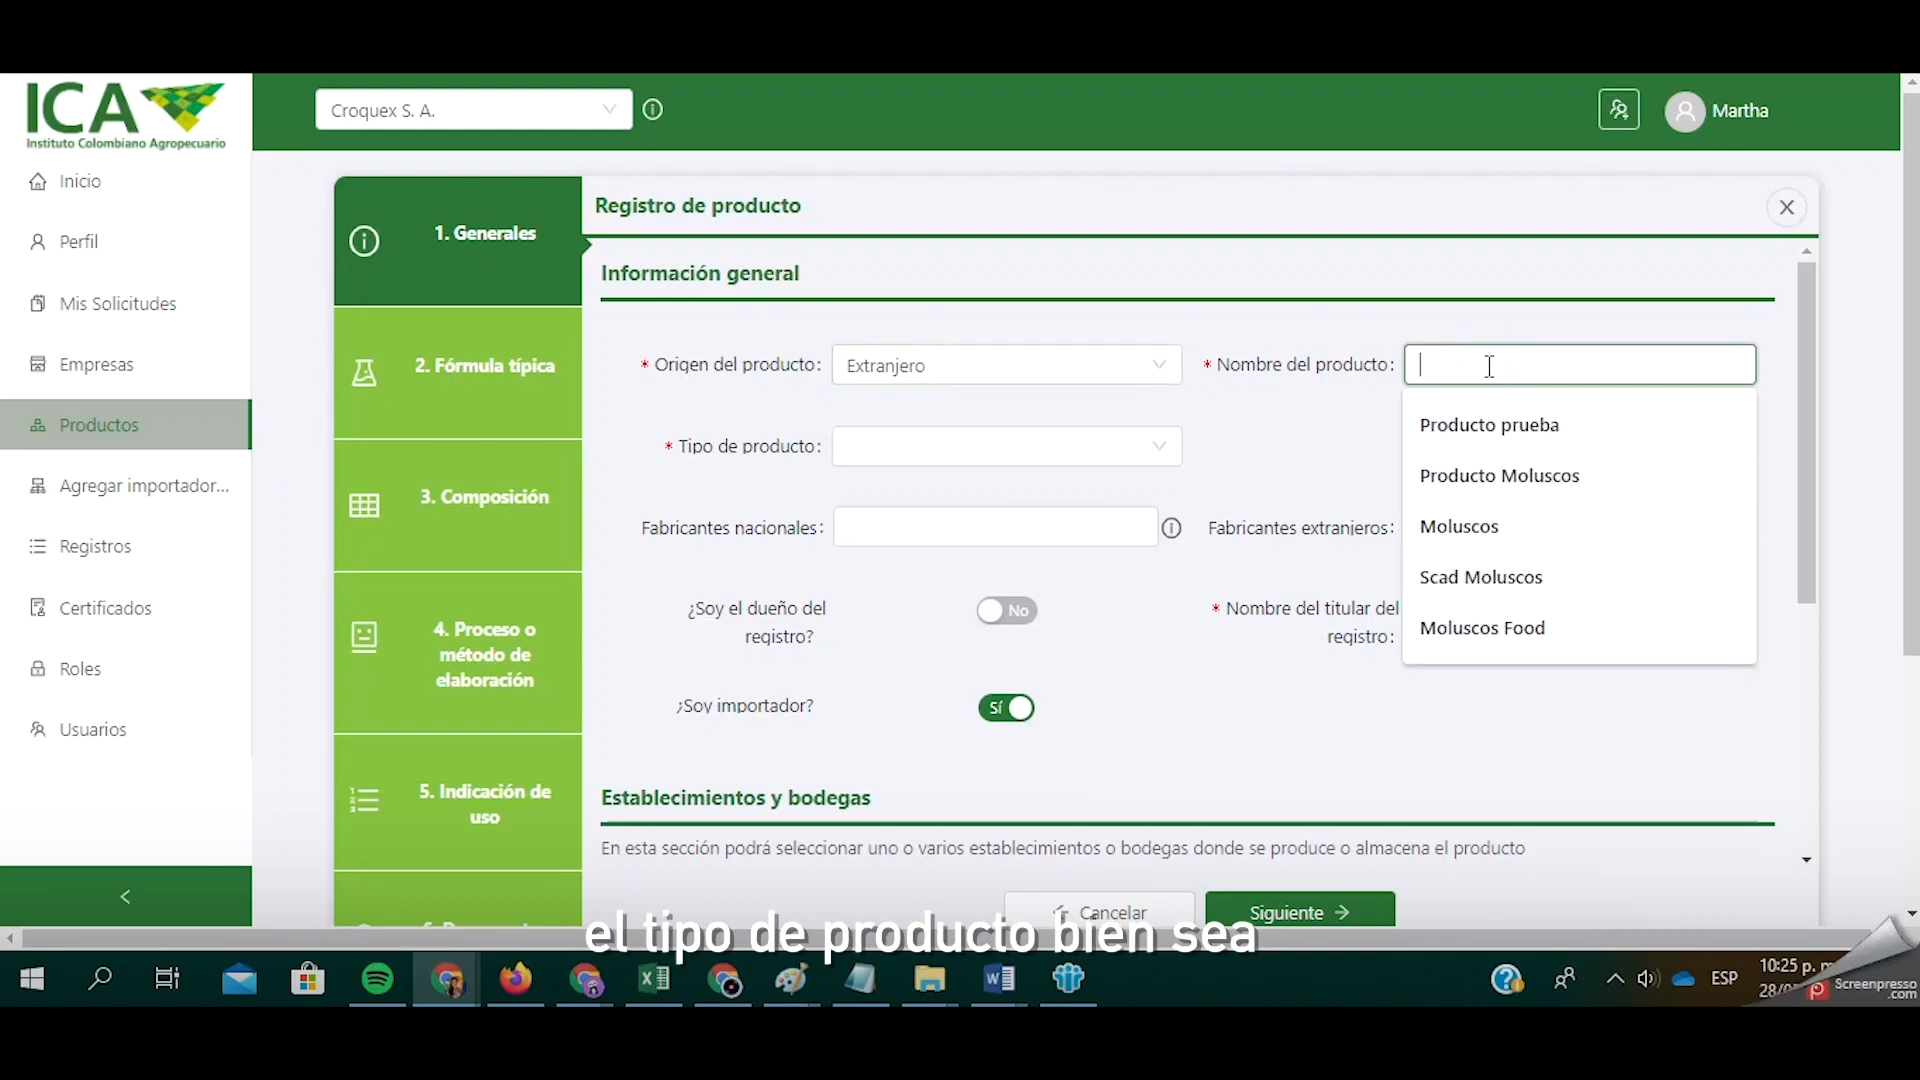 ICA
Instituto Colombiano Agropecuario
Croquex S. A.
Martha
Inicio
Perfil
Mis Solicitudes
Empresas
Productos
Agregar importador...
Registros
Certificados
Roles
Usuarios
1. Generales
2. Fórmula típica
3. Composición
4. Proceso o
método de
elaboración
5. Indicación de
uso
Registro de producto
Información general
* Origen del producto:
Extranjero
* Nombre del producto:
Producto prueba
Producto Moluscos
Moluscos
Scad Moluscos
Moluscos Food
* Tipo de producto:
Fabricantes nacionales:
Fabricantes extranjeros:
¿Soy el dueño del
registro?
No
* Nombre del titular del
registro:
¿Soy importador?
Sí
Establecimientos y bodegas
En esta sección podrá seleccionar uno o varios establecimientos o bodegas donde se produce o almacena el producto
Cancelar
Siguiente
el tipo de producto bien sea
ESP
10:25 p. m
28/0
Screenpresso
.com